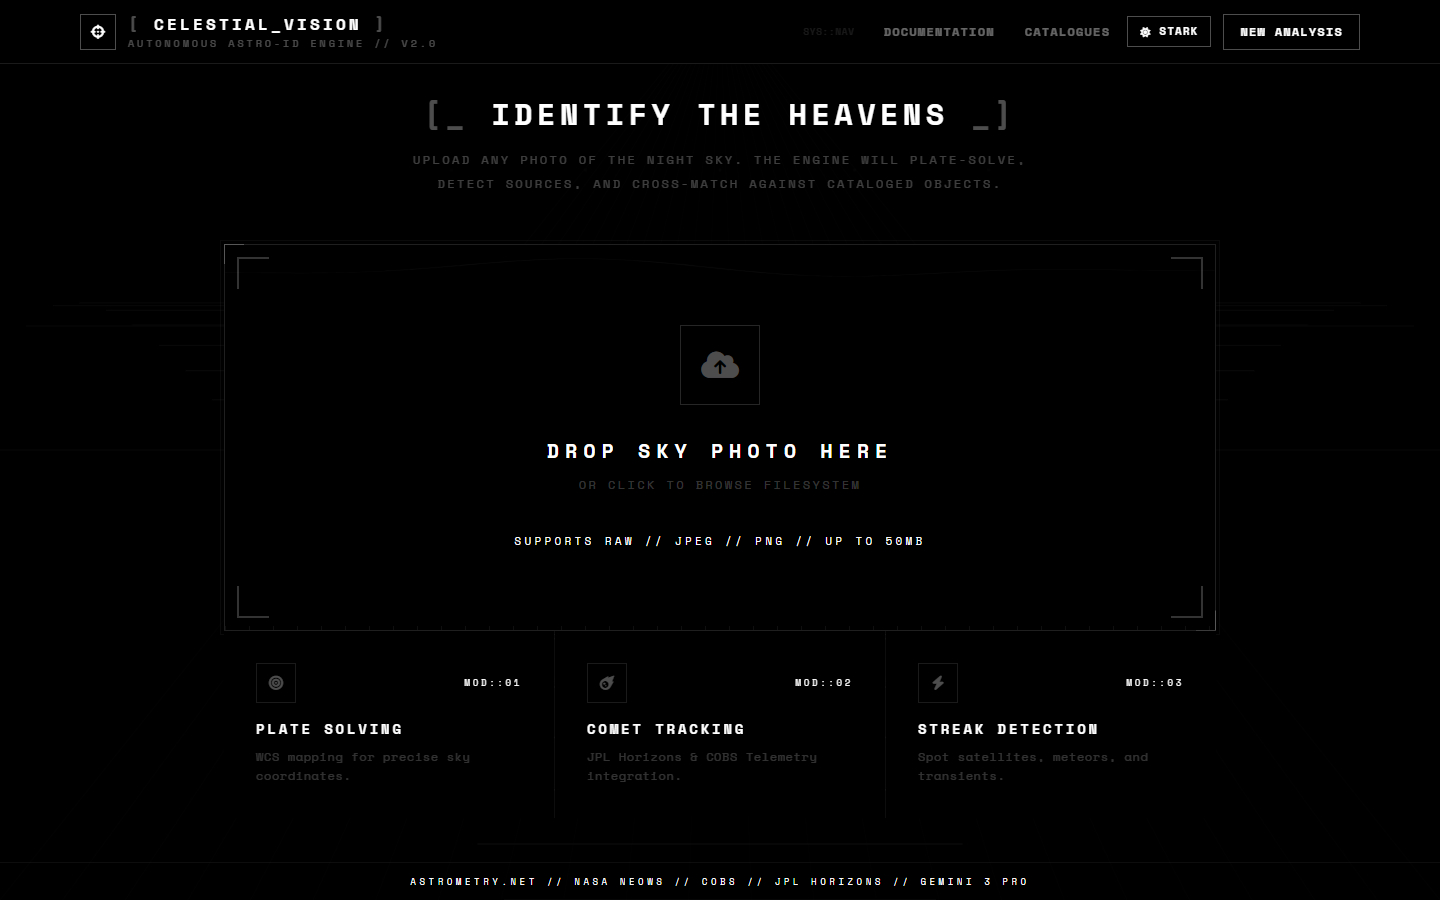 [ CELESTIAL_VISION ]
AUTONOMOUS ASTRO-ID ENGINE // V2.0
SYS::NAV
DOCUMENTATION
CATALOGUES
STARK
NEW ANALYSIS
[_ IDENTIFY THE HEAVENS _]
UPLOAD ANY PHOTO OF THE NIGHT SKY. THE ENGINE WILL PLATE-SOLVE,
DETECT SOURCES, AND CROSS-MATCH AGAINST CATALOGED OBJECTS.
DROP SKY PHOTO HERE
OR CLICK TO BROWSE FILESYSTEM
SUPPORTS RAW // JPEG // PNG // UP TO 50MB
MOD::01
PLATE SOLVING
WCS mapping for precise sky
coordinates.
MOD::02
COMET TRACKING
JPL Horizons & COBS Telemetry
integration.
MOD::03
STREAK DETECTION
Spot satellites, meteors, and
transients.
ASTROMETRY.NET // NASA NEOWS // COBS // JPL HORIZONS // GEMINI 3 PRO